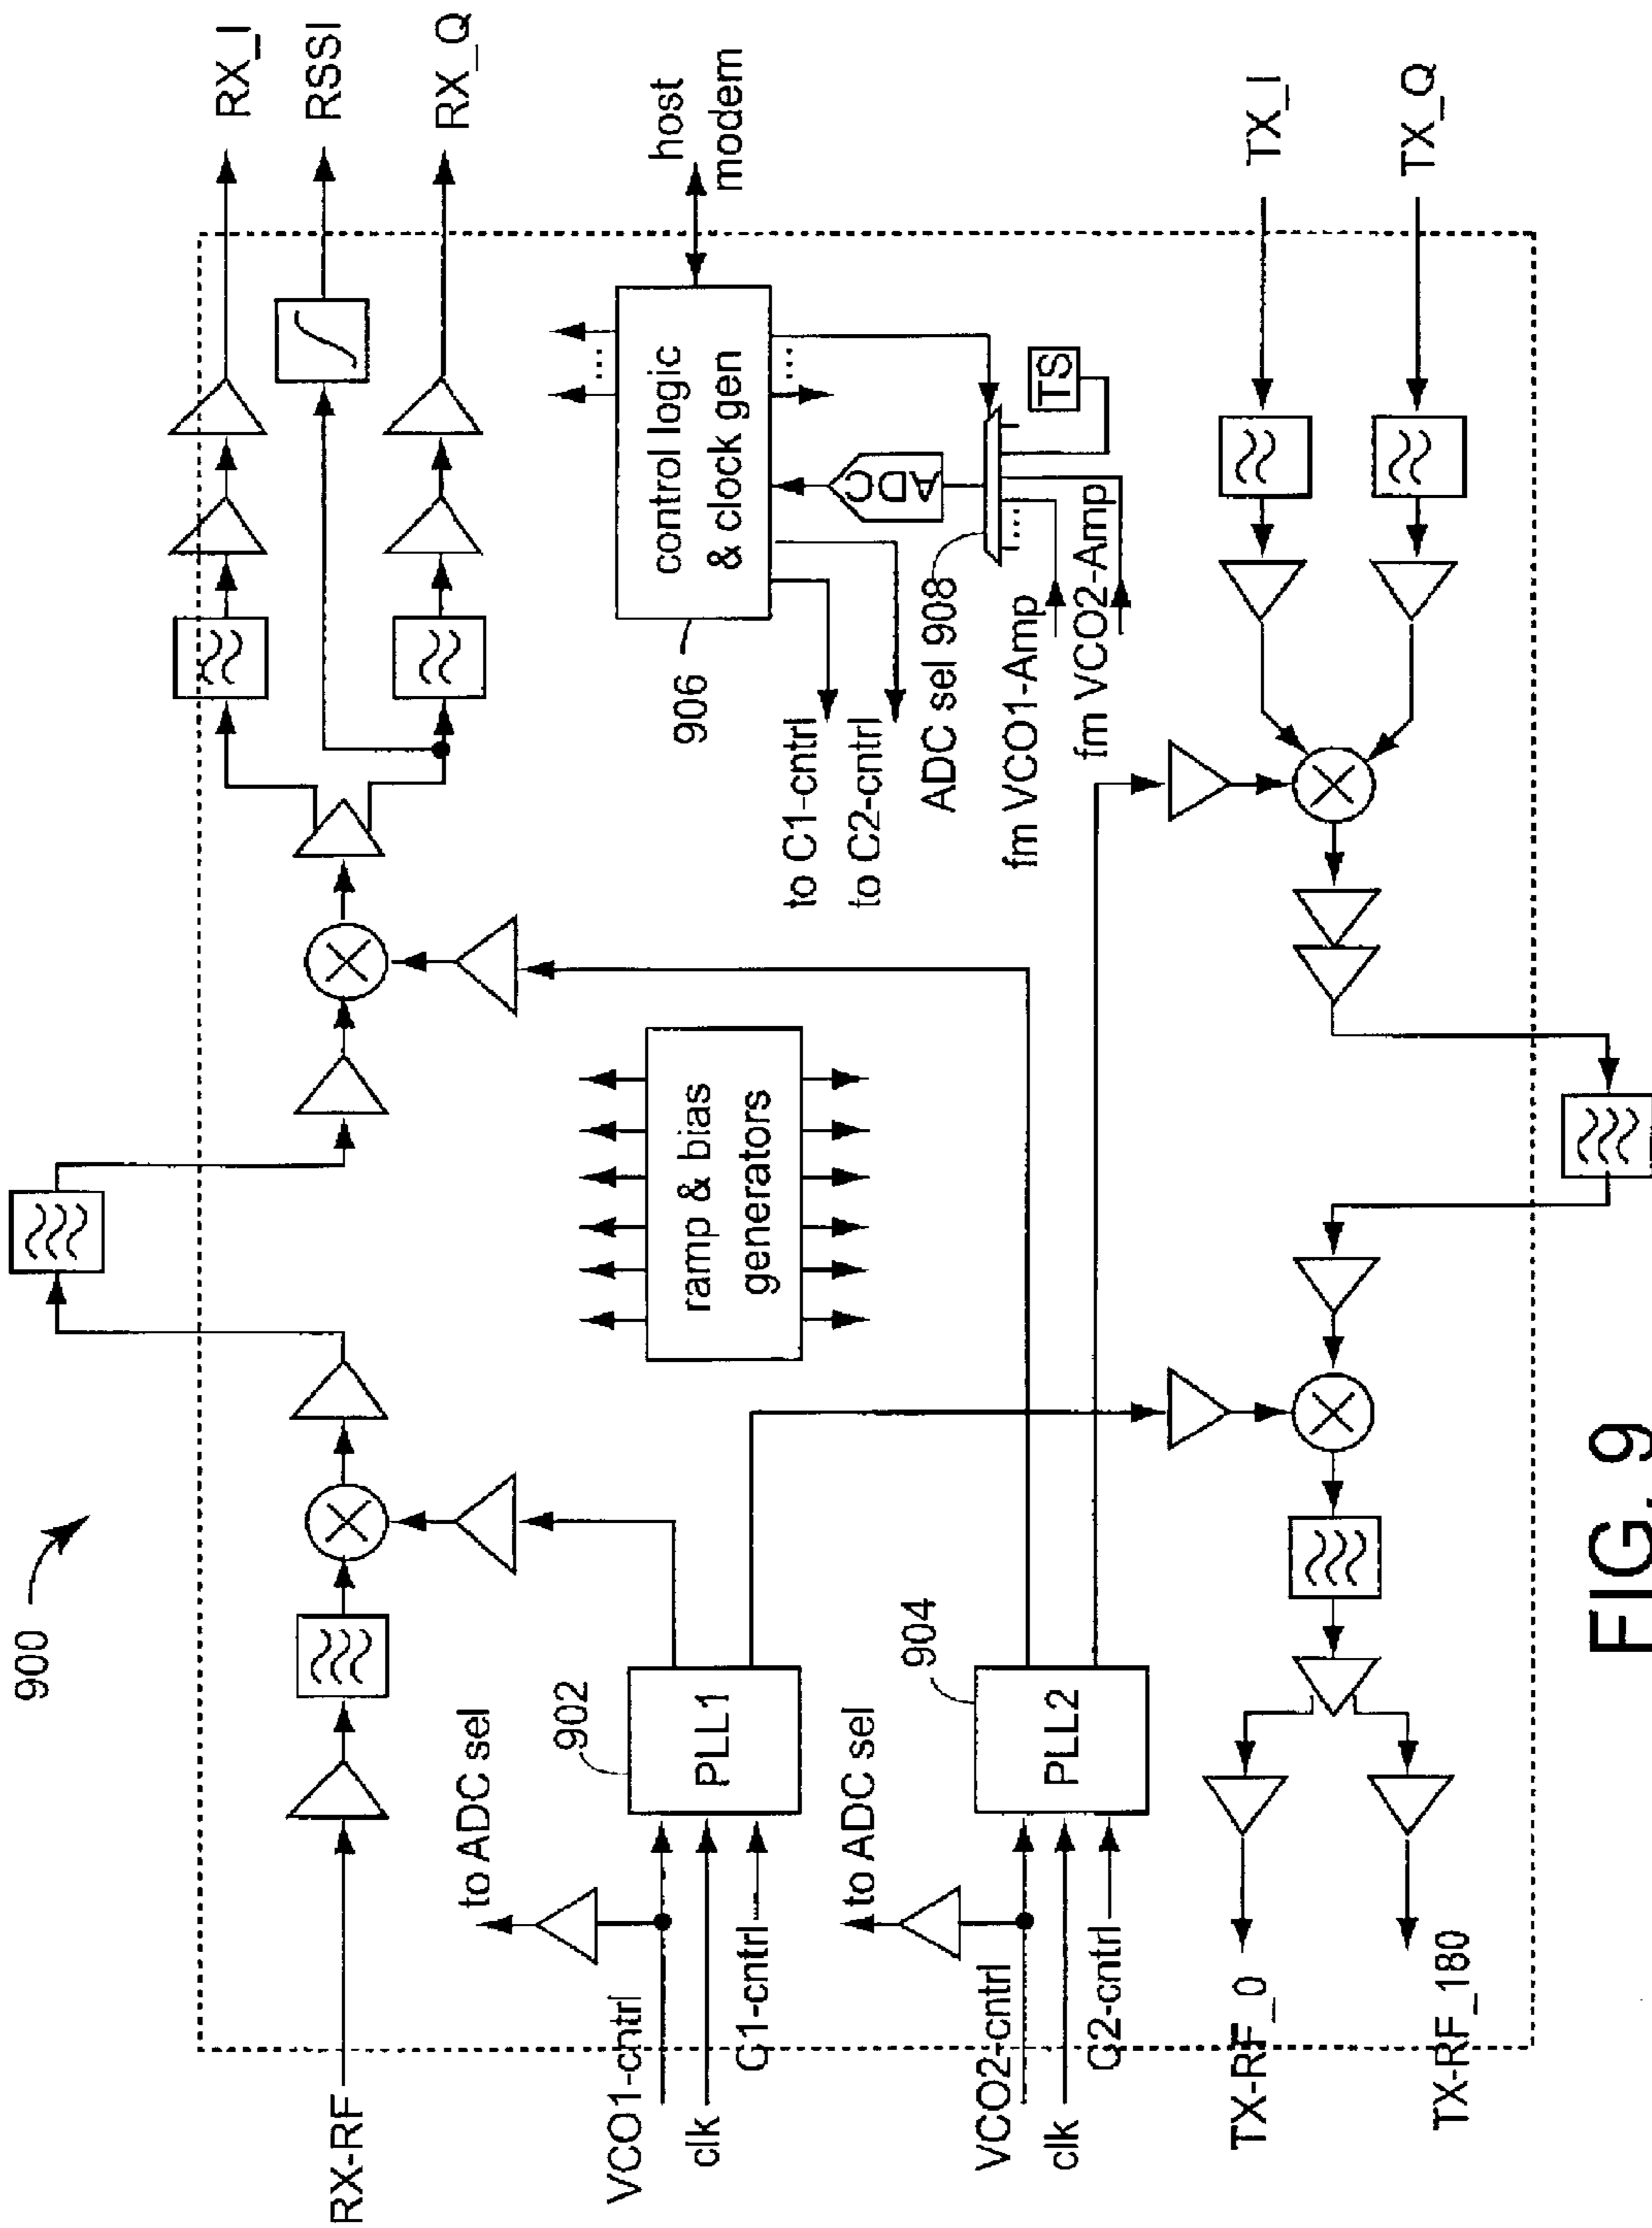 900
RX-RF
RX_I
RSSI
RX_Q
to ADC sel
902
PLL1
VCO1-cntrl
clk
C1-cntrl
ramp & bias
generators
906
control logic
& clock gen
host
modem
to C1-cntrl
to C2-cntrl
ADC
TS
ADC sel 908
fm VCO1-Amp
fm VCO2-Amp
to ADC sel
904
PLL2
VCO2-cntrl
clk
C2-cntrl
TX-RF_0
TX-RF_180
TX_I
TX_Q
FIG. 9